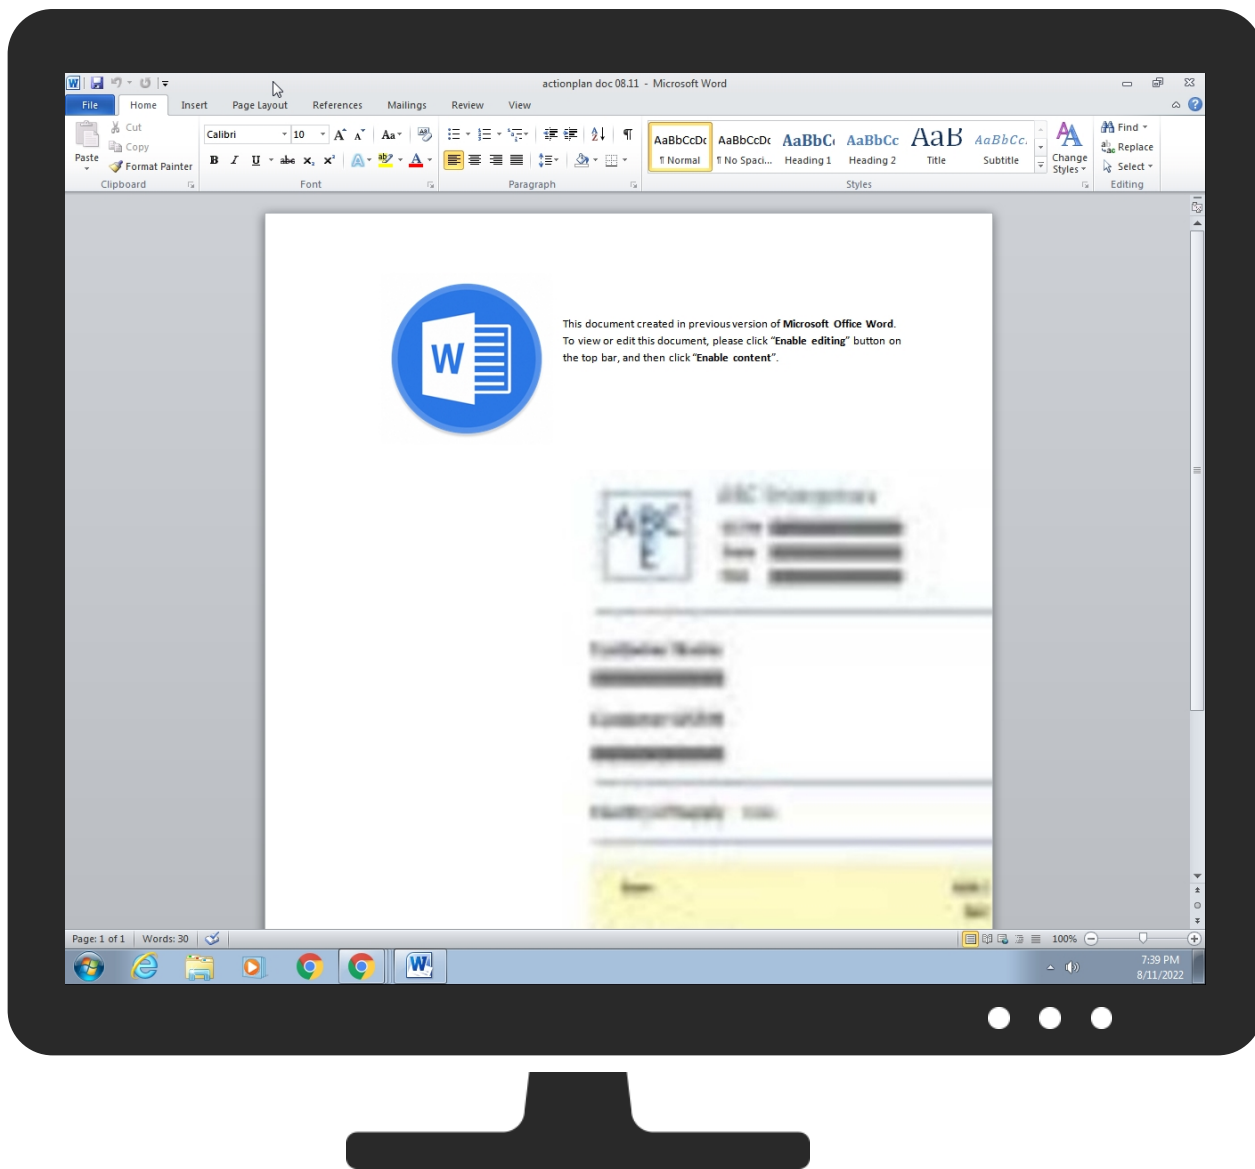 actionplan doc 08.11 - Microsoft Word
File Home Insert Page Layout References Mailings Review View
Paste
Cut
Copy
Format Painter
Clipboard
Calibri 10
Font
Paragraph
AaBbCcDc AaBbCcDc AaBbC AaBbCc AaB AaBbCc.
¶ Normal ¶ No Spaci... Heading 1 Heading 2 Title Subtitle
Change
Styles
Styles
Find
Replace
Select
Editing
This document created in previous version of Microsoft Office Word.
To view or edit this document, please click “Enable editing” button on
the top bar, and then click “Enable content”.
ABC
E
Page: 1 of 1 Words: 30
100%
7:39 PM
8/11/2022